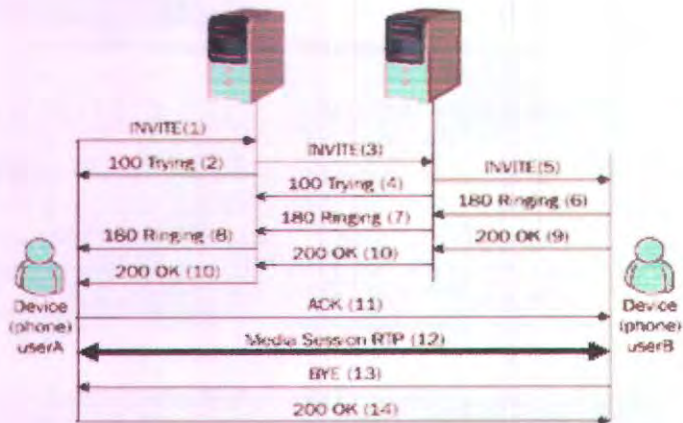 INVITE(1)
100 Trying (2)
INVITE(3)
100 Trying (4)
INVITE(5)
180 Ringing (6)
180 Ringing (7)
180 Ringing (8)
200 OK (9)
200 OK (10)
200 OK (10)
Device
(phone)
userA
ACK (11)
Device
(phone)
userB
Media Session RTP (12)
BYE (13)
200 OK (14)